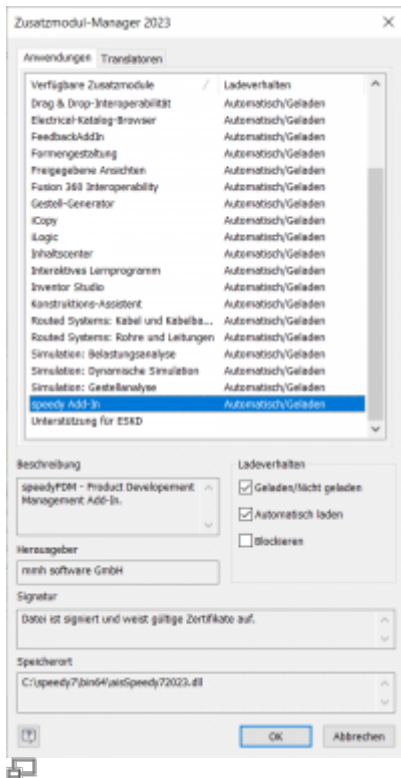 Zusatzmodul-Manager 2023
Anwendungen Translatoren
Verfügbare Zusatzmodule / Ladeverhalten
Drag & Drop-Interoperabilität Automatisch/Geladen
Electrical-Katalog-Browser Automatisch/Geladen
FeedbackAddIn Automatisch/Geladen
Formengestaltung Automatisch/Geladen
Freigegebene Ansichten Automatisch/Geladen
Fusion 360 Interoperability Automatisch/Geladen
Gestell-Generator Automatisch/Geladen
iCopy Automatisch/Geladen
iLogic Automatisch/Geladen
Inhaltscenter Automatisch/Geladen
Interaktives Lernprogramm Automatisch/Geladen
Inventor Studio Automatisch/Geladen
Konstruktions-Assistent Automatisch/Geladen
Routed Systems: Kabel und Kabelba... Automatisch/Geladen
Routed Systems: Rohre und Leitungen Automatisch/Geladen
Simulation: Belastungsanalyse Automatisch/Geladen
Simulation: Dynamische Simulation Automatisch/Geladen
Simulation: Gestellanalyse Automatisch/Geladen
speedy Add-In Automatisch/Geladen
Unterstützung für ESKD
Beschreibung
speedyPDM - Product Developement
Management Add-In.
Ladeverhalten
Geladen/Nicht geladen
Automatisch laden
Blockieren
Herausgeber
mmh software GmbH
Signatur
Datei ist signiert und weist gültige Zertifikate auf.
Speicherort
C:\speedy7\bin64\aisSpeedy72023.dll
OK Abbrechen